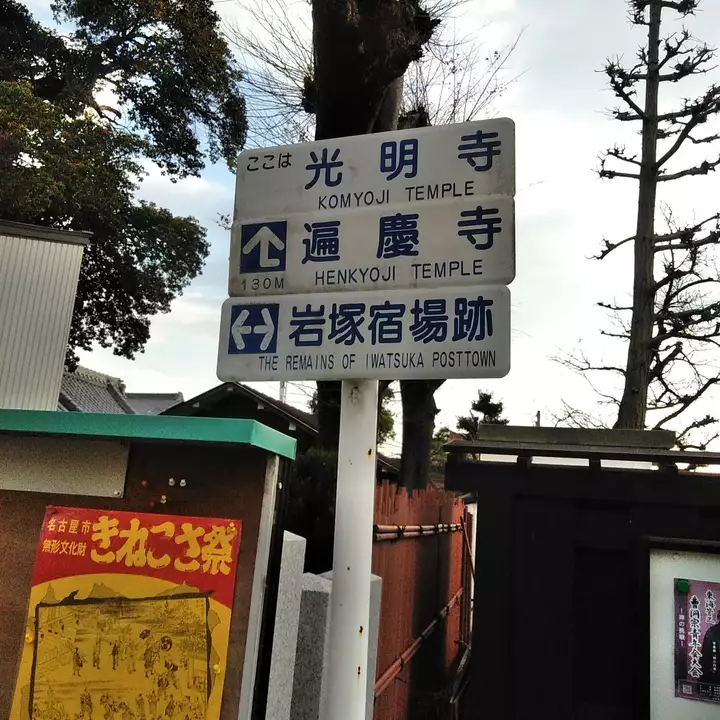 ここは 光明寺
KOMYOJI TEMPLE
遍慶寺
130M HENKYOJI TEMPLE
岩塚宿場跡
THE REMAINS OF IWATSUKA POSTTOWN
名古屋市
無形文化財
きねこさ祭